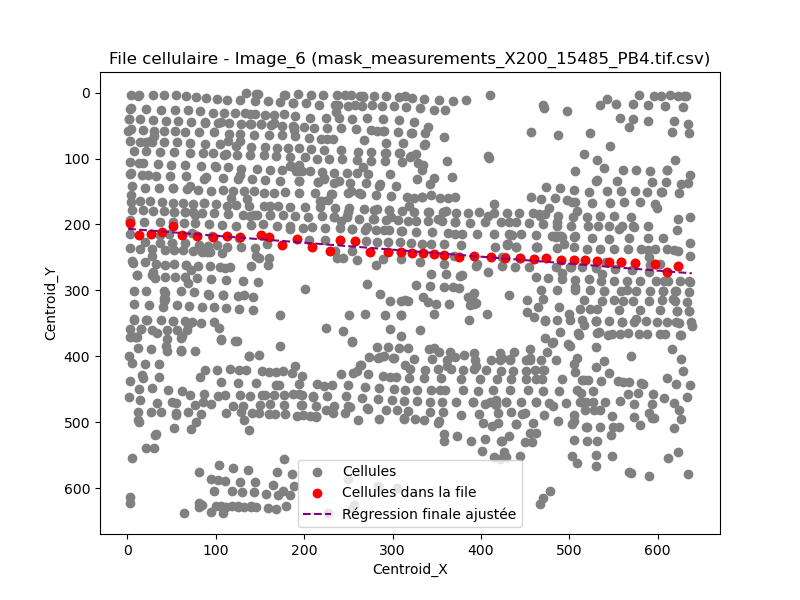 File cellulaire - Image_6 (mask_measurements_X200_15485_PB4.tif.csv)
0
100
200
300
400
500
600
Centroid_Y
Cellules
Cellules dans la file
Régression finale ajustée
0 100 200 300 400 500 600
Centroid_X